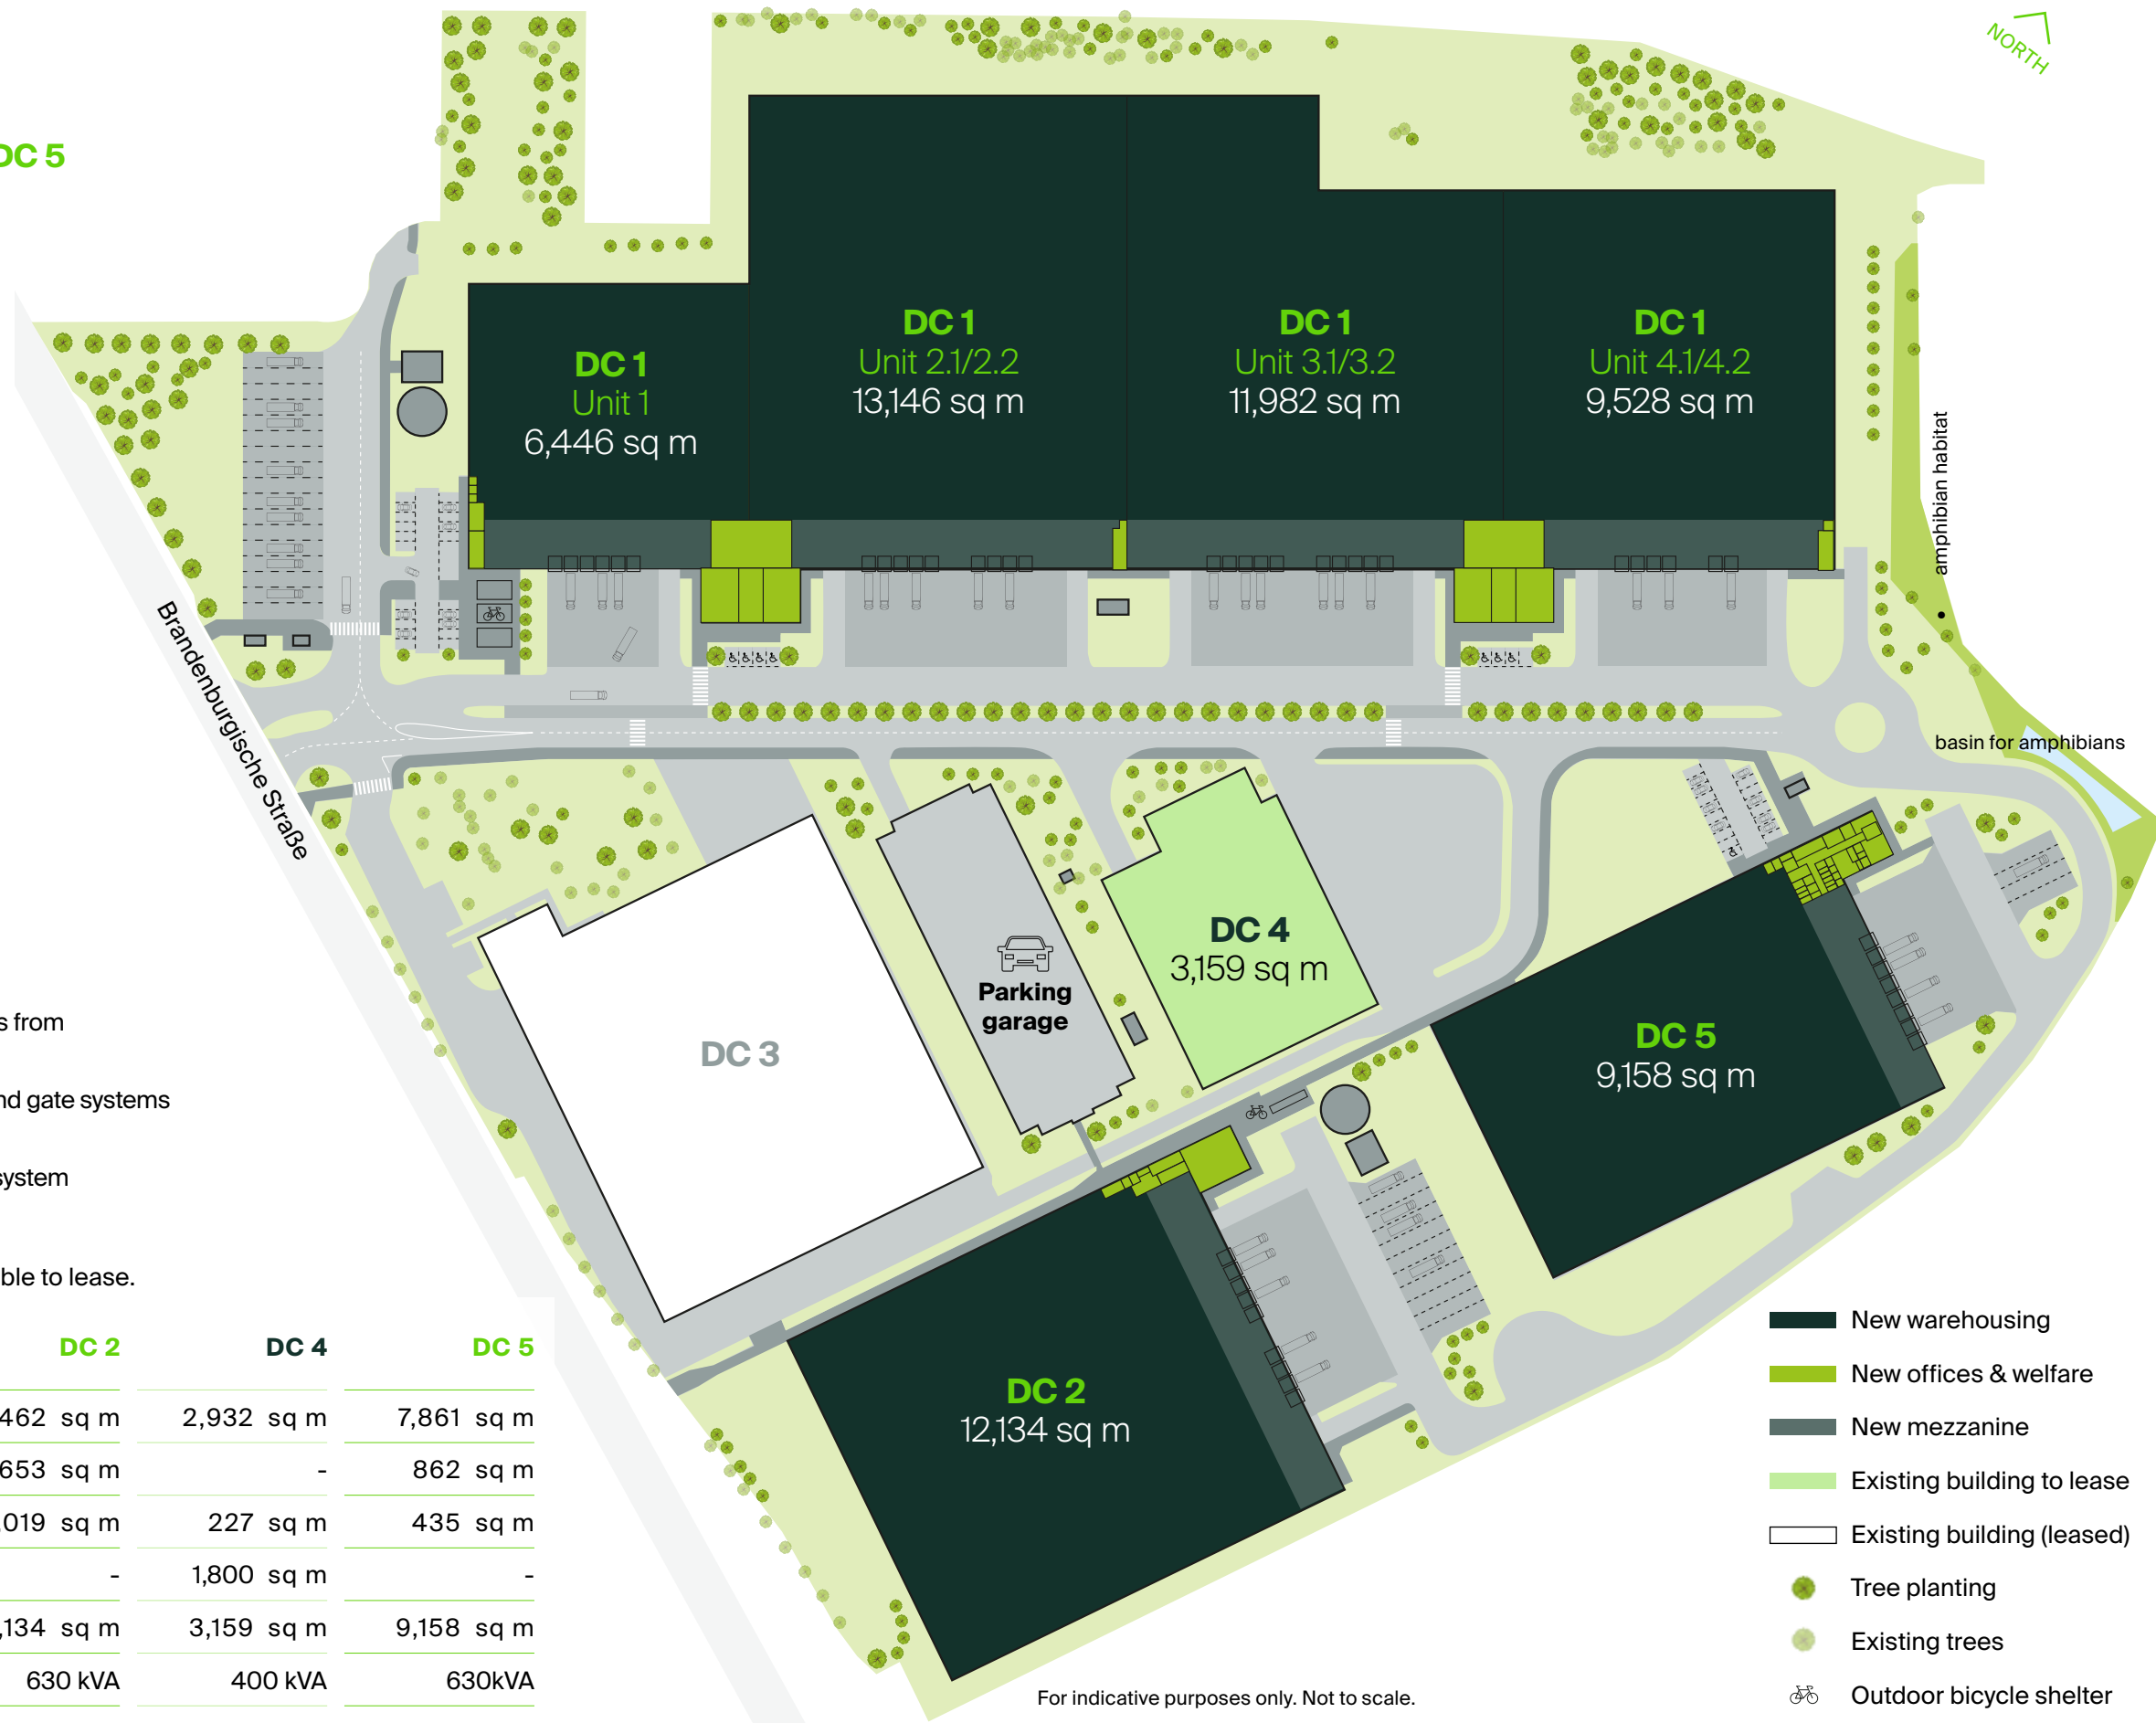 NORTH
DC 5
DC 1
Unit 1
6,446 sq m
DC 1
Unit 2.1/2.2
13,146 sq m
DC 1
Unit 3.1/3.2
11,982 sq m
DC 1
Unit 4.1/4.2
9,528 sq m
amphibian habitat
basin for amphibians
Brandenburgische Straße
DC 3
Parking
garage
DC 4
3,159 sq m
DC 5
9,158 sq m
DC 2
12,134 sq m
s from
nd gate systems
system
ble to lease.
DC 2 DC 4 DC 5
462 sq m 2,932 sq m 7,861 sq m
653 sq m - 862 sq m
019 sq m 227 sq m 435 sq m
- 1,800 sq m -
,134 sq m 3,159 sq m 9,158 sq m
630 kVA 400 kVA 630kVA
For indicative purposes only. Not to scale.
New warehousing
New offices & welfare
New mezzanine
Existing building to lease
Existing building (leased)
Tree planting
Existing trees
Outdoor bicycle shelter